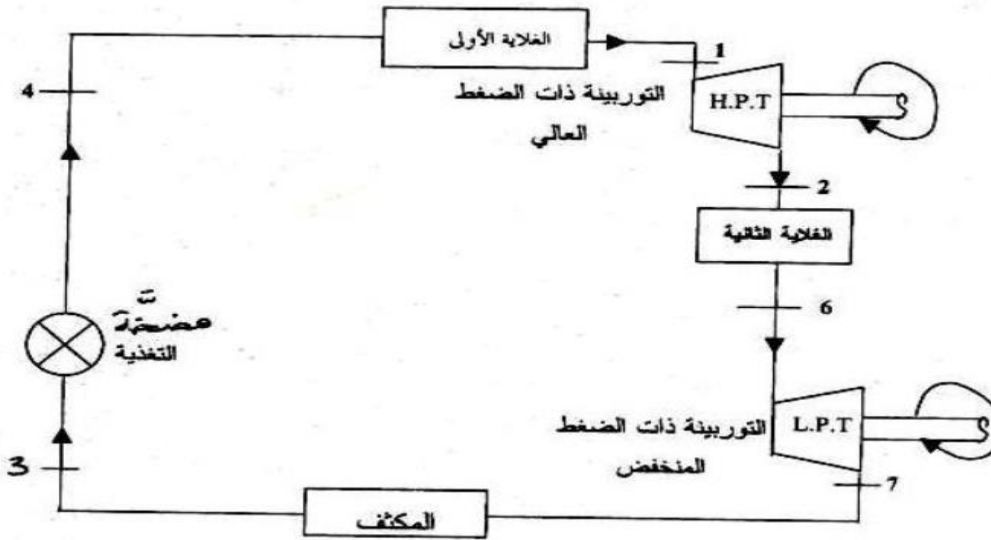 الغلاية الأولى
1
4
التوربينة ذات الضغط
العالي
H.P.T
2
الغلاية الثانية
6
مضخّة
التغذية
التوربينة ذات الضغط
المنخفض
L.P.T
3
7
المكثف